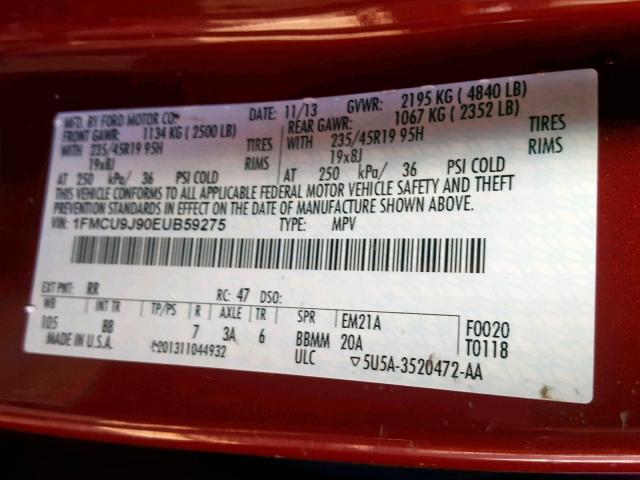 MFD. BY FORD MOTOR CO. DATE: 11/13 GVWR: 2195 KG ( 4840 LB)
FRONT GAWR: 1134 KG ( 2500 LB) REAR GAWR: 1067 KG ( 2352 LB)
WITH 235/45R19 95H TIRES WITH 235/45R19 95H TIRES
19x8J RIMS 19x8J RIMS
AT 250 kPa/ 36 PSI COLD AT 250 kPa/ 36 PSI COLD
THIS VEHICLE CONFORMS TO ALL APPLICABLE FEDERAL MOTOR VEHICLE SAFETY AND THEFT
PREVENTION STANDARDS IN EFFECT ON THE DATE OF MANUFACTURE SHOWN ABOVE.
VIN: 1FMCU9J90EUB59275 TYPE: MPV
EXT PNT: RR RC: 47 DSO:
WB INT TR TP/PS R AXLE TR SPR EM21A F0020
105 BB 7 3A 6 BBMM 20A T0118
MADE IN U.S.A. 201311044932 ULC ▽5U5A-3520472-AA